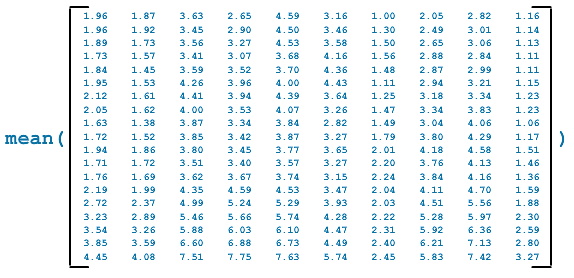 1.96 1.87 3.63 2.65 4.59 3.16 1.00 2.05 2.82 1.16
1.96 1.92 3.45 2.90 4.50 3.46 1.30 2.49 3.01 1.14
1.89 1.73 3.56 3.27 4.53 3.58 1.50 2.65 3.06 1.13
1.73 1.57 3.41 3.07 3.68 4.16 1.56 2.88 2.84 1.11
1.84 1.45 3.59 3.52 3.70 4.36 1.48 2.87 2.99 1.11
1.95 1.53 4.26 3.96 4.00 4.43 1.11 2.94 3.21 1.15
2.12 1.61 4.41 3.94 4.39 3.64 1.25 3.18 3.34 1.23
2.05 1.62 4.00 3.53 4.07 3.26 1.47 3.34 3.83 1.23
1.63 1.38 3.87 3.34 3.84 2.82 1.49 3.04 4.06 1.06
mean( 1.72 1.52 3.85 3.42 3.87 3.27 1.79 3.80 4.29 1.17 )
1.94 1.86 3.80 3.45 3.77 3.65 2.01 4.18 4.58 1.51
1.71 1.72 3.51 3.40 3.57 3.27 2.20 3.76 4.13 1.46
1.76 1.69 3.62 3.67 3.74 3.15 2.24 3.84 4.16 1.36
2.19 1.99 4.35 4.59 4.53 3.47 2.04 4.11 4.70 1.59
2.72 2.37 4.99 5.24 5.29 3.93 2.03 4.51 5.56 1.88
3.23 2.89 5.46 5.66 5.74 4.28 2.22 5.28 5.97 2.30
3.54 3.26 5.88 6.03 6.10 4.47 2.31 5.92 6.36 2.59
3.85 3.59 6.60 6.88 6.73 4.49 2.40 6.21 7.13 2.80
4.45 4.08 7.51 7.75 7.63 5.74 2.45 5.83 7.42 3.27